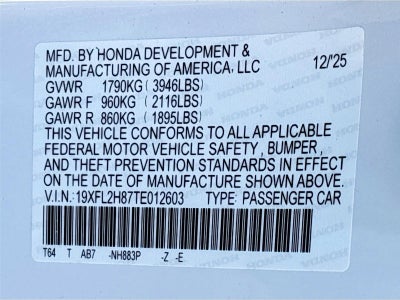 MFD. BY HONDA DEVELOPMENT &
MANUFACTURING OF AMERICA, LLC 12/'25
GVWR 1790KG (3946LBS)
GAWR F 960KG (2116LBS)
GAWR R 860KG (1895LBS)
THIS VEHICLE CONFORMS TO ALL APPLICABLE
FEDERAL MOTOR VEHICLE SAFETY, BUMPER,
AND THEFT PREVENTION STANDARDS IN EFFECT
ON THE DATE OF MANUFACTURE SHOWN ABOVE.
V.I.N.:19XFL2H87TE012603 TYPE: PASSENGER CAR
T64 T AB7 -NH883P -Z -E